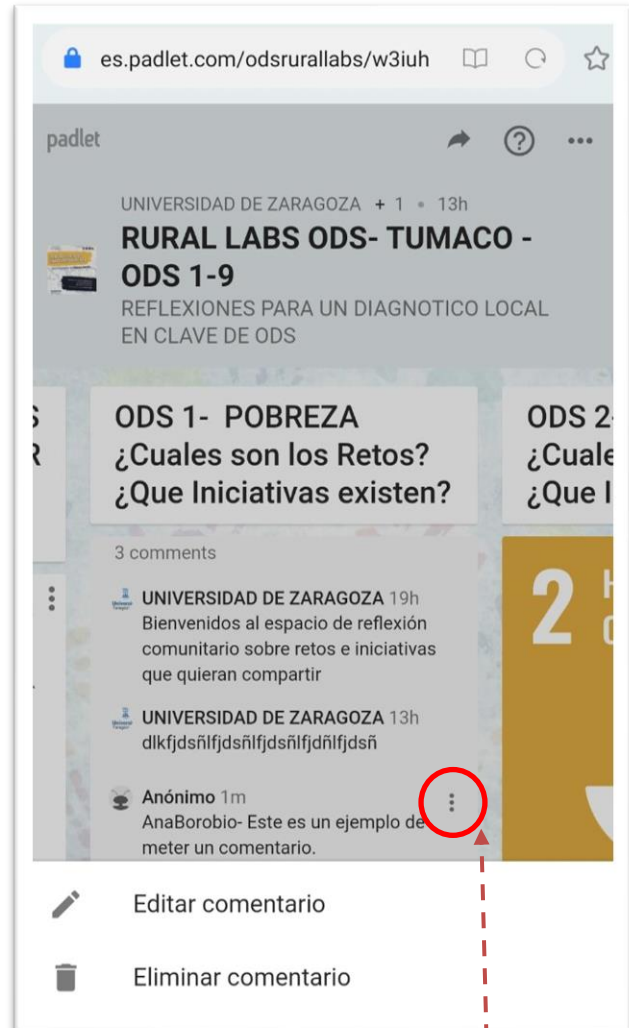 es.padlet.com/odsrurallabs/w3iuh
padlet
UNIVERSIDAD DE ZARAGOZA + 1 • 13h
RURAL LABS ODS- TUMACO -
ODS 1-9
REFLEXIONES PARA UN DIAGNOTICO LOCAL
EN CLAVE DE ODS
S
R
ODS 1- POBREZA
¿Cuales son los Retos?
¿Que Iniciativas existen?
ODS 2-
¿Cuale
¿Que I
3 comments
UNIVERSIDAD DE ZARAGOZA 19h
Bienvenidos al espacio de reflexión
comunitario sobre retos e iniciativas
que quieran compartir
UNIVERSIDAD DE ZARAGOZA 13h
dlkfjdsñlfjdsñlfjdsñlfjdñlfjdsñ
Anónimo 1m
AnaBorobio- Este es un ejemplo de
meter un comentario.
2
Editar comentario
Eliminar comentario